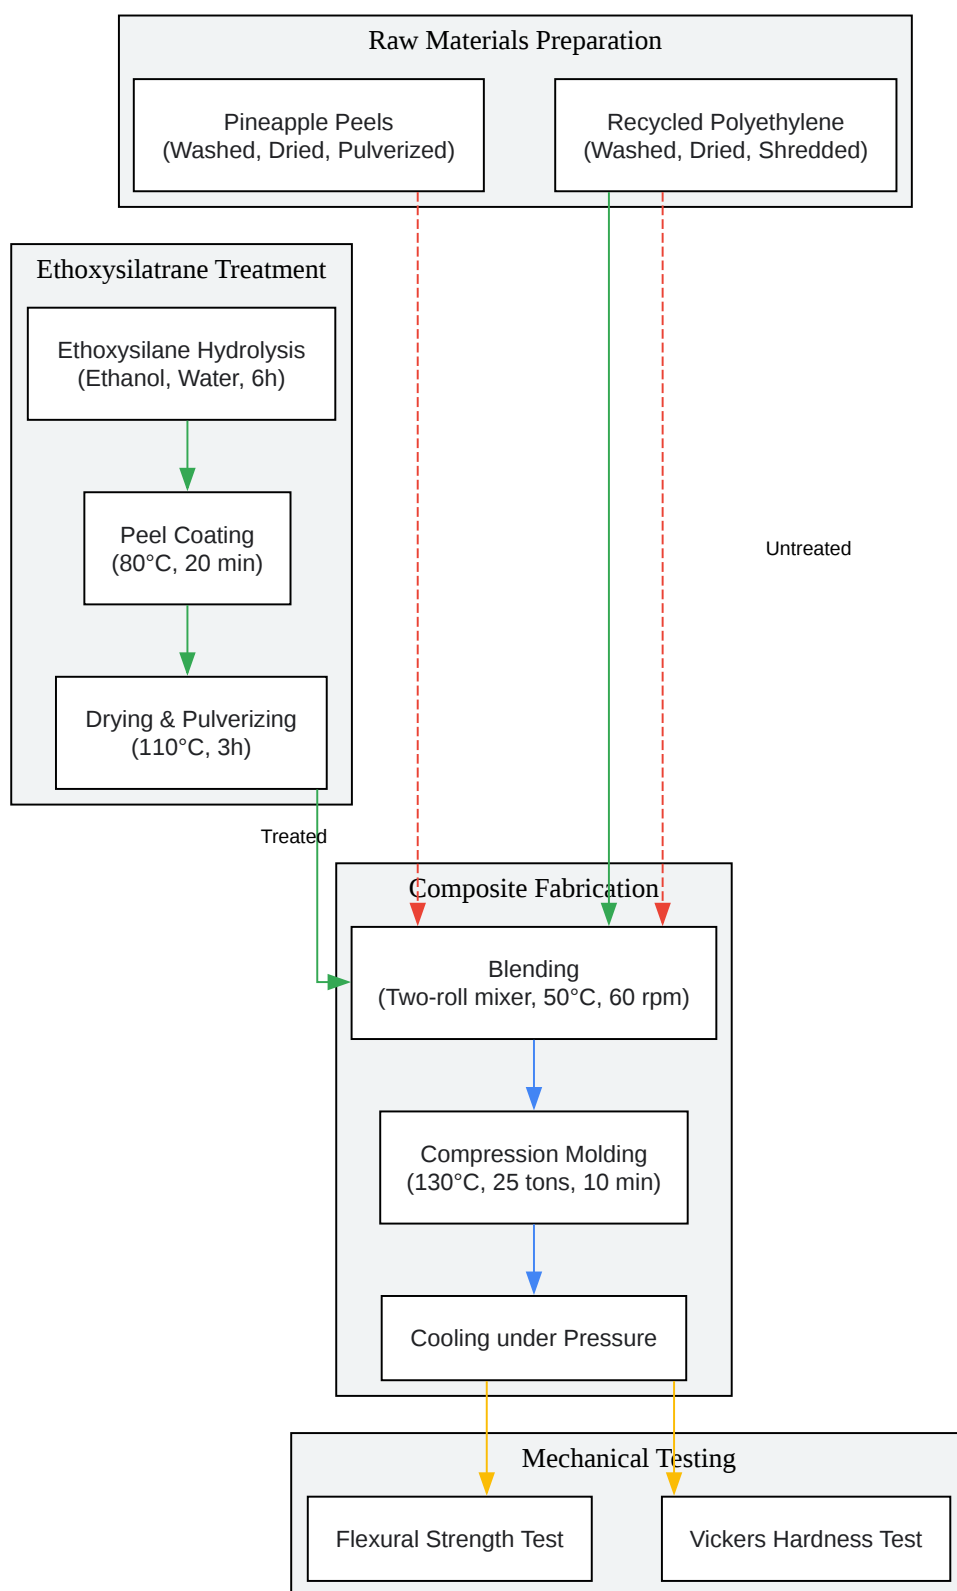 Raw Materials Preparation
Pineapple Peels
(Washed, Dried, Pulverized)
Recycled Polyethylene
(Washed, Dried, Shredded)
Ethoxysilatrane Treatment
Ethoxysilane Hydrolysis
(Ethanol, Water, 6h)
Peel Coating
(80°C, 20 min)
Untreated
Drying & Pulverizing
(110°C, 3h)
Treated
Composite Fabrication
Blending
(Two-roll mixer, 50°C, 60 rpm)
Compression Molding
(130°C, 25 tons, 10 min)
Cooling under Pressure
Mechanical Testing
Flexural Strength Test
Vickers Hardness Test